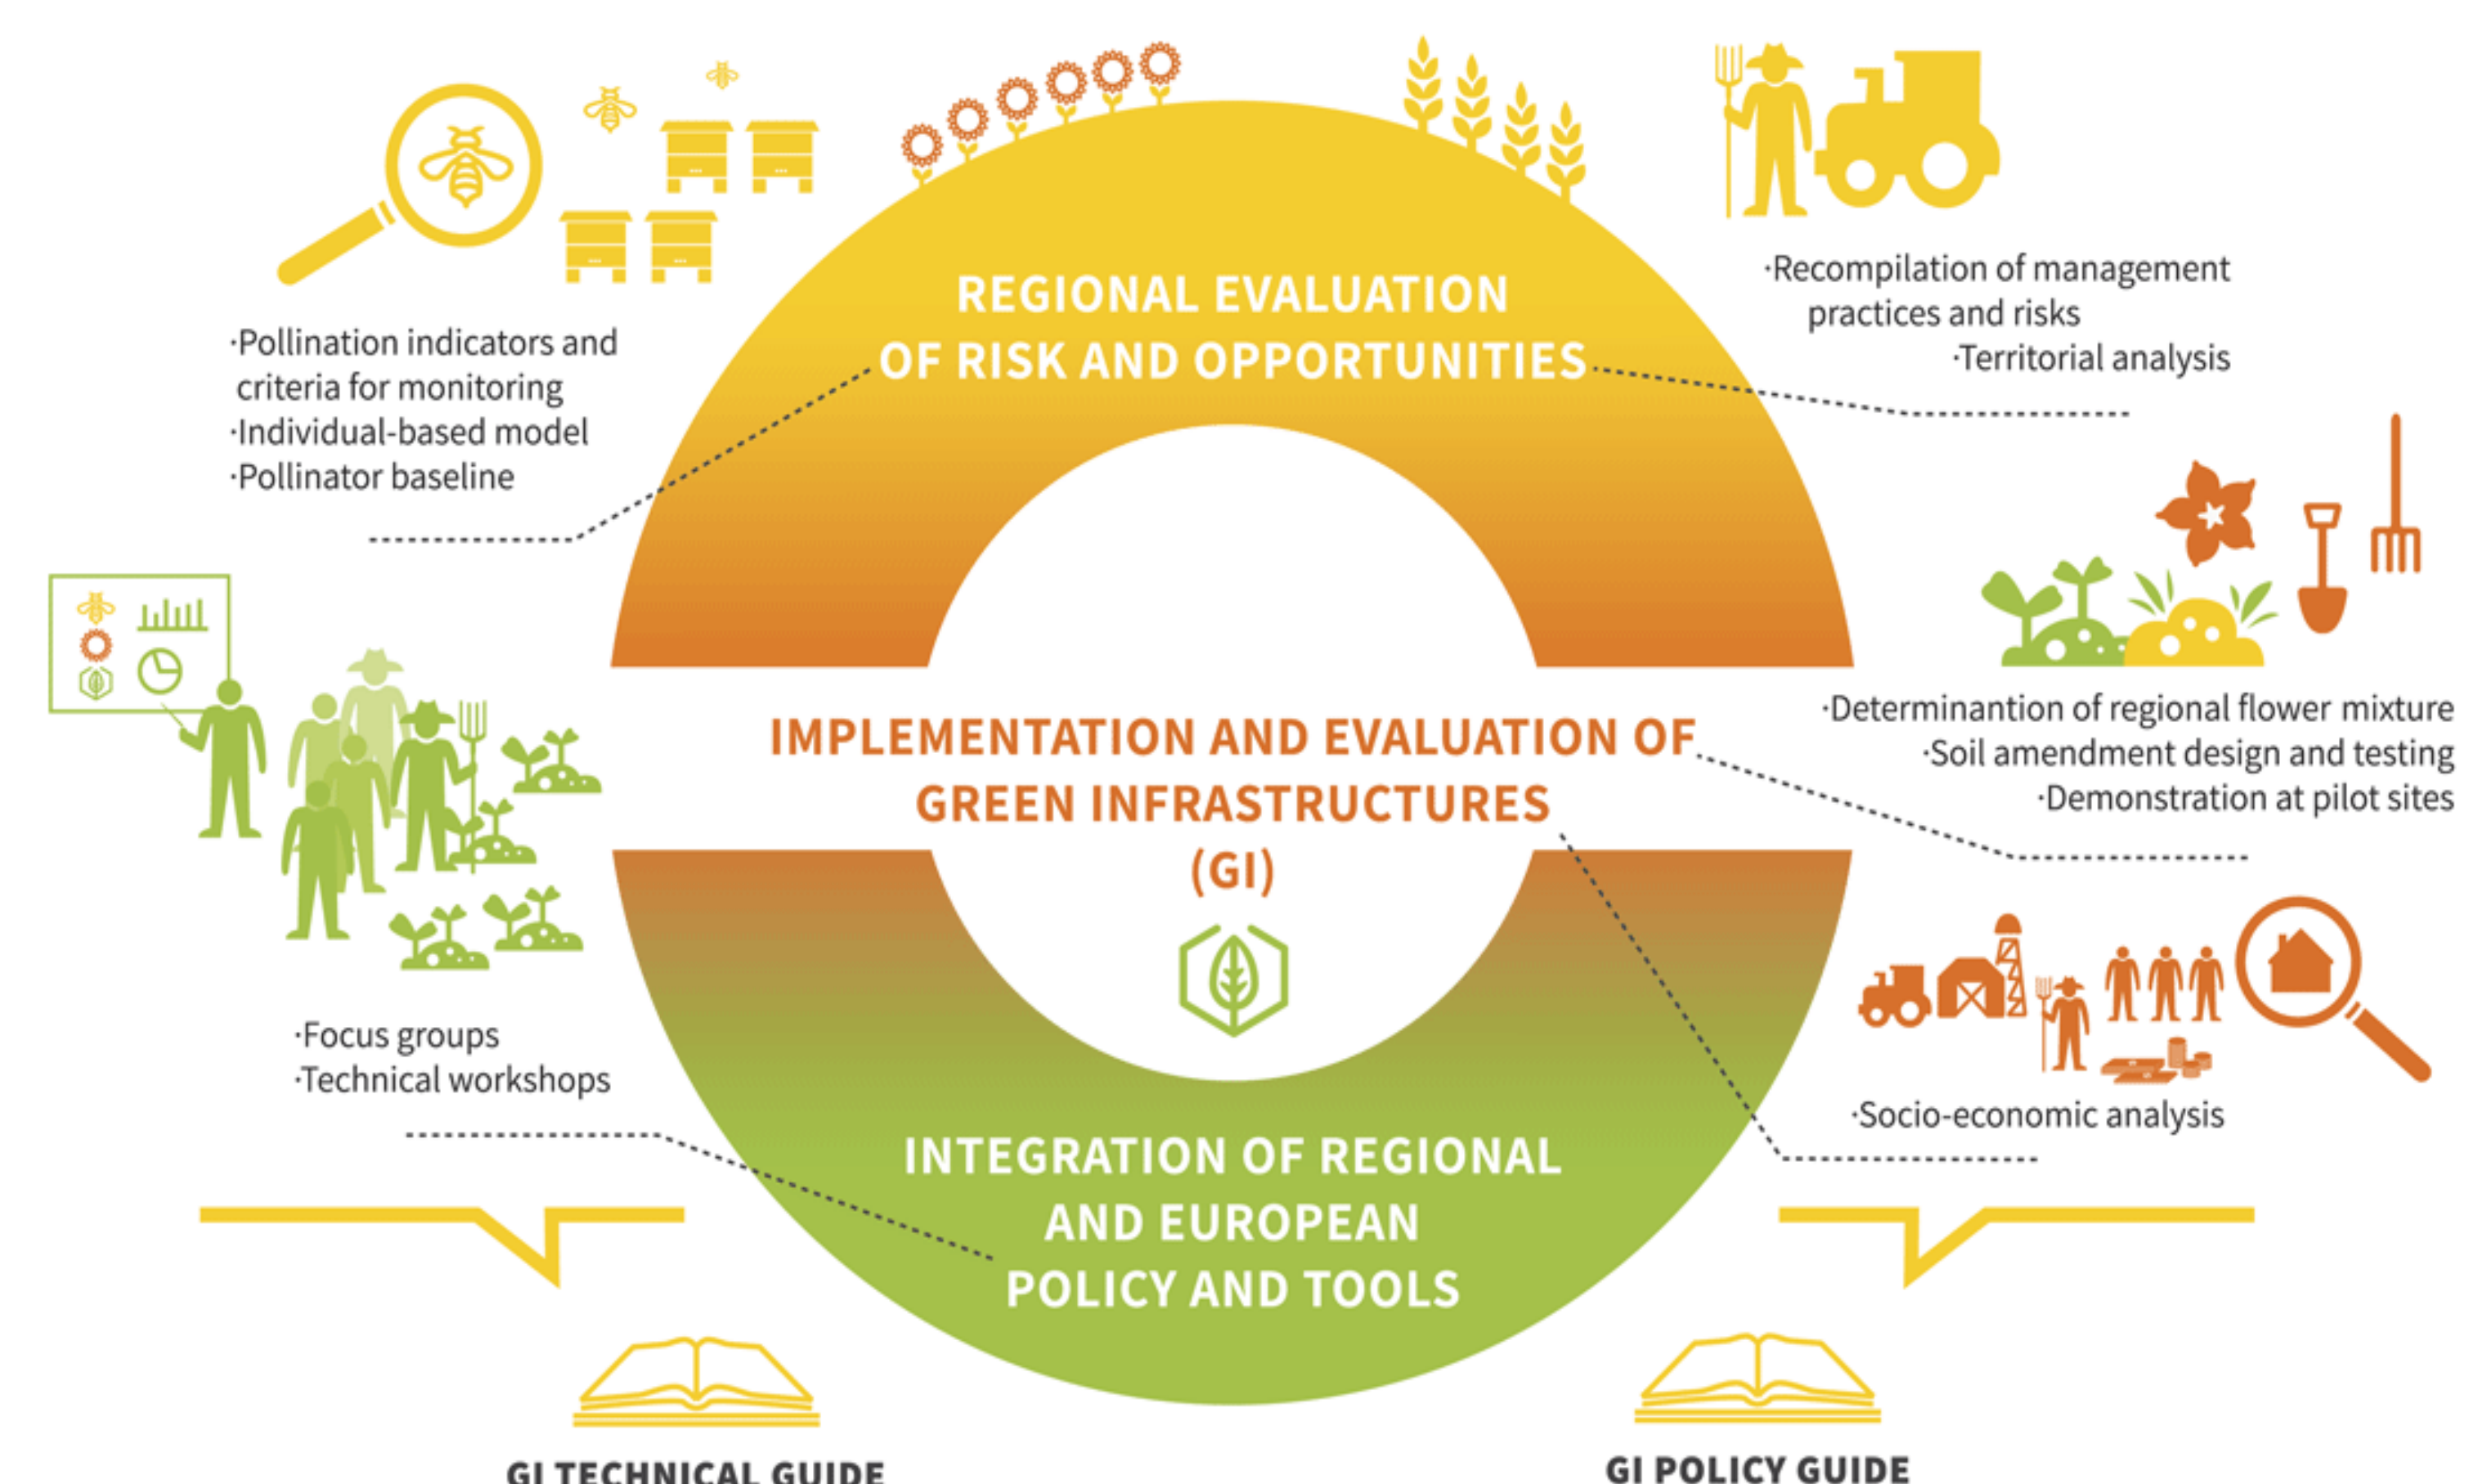 REGIONAL EVALUATION
OF RISK AND OPPORTUNITIES
·Pollination indicators and
criteria for monitoring
·Individual-based model
·Pollinator baseline
·Recompilation of management
practices and risks
·Territorial analysis
IMPLEMENTATION AND EVALUATION OF
GREEN INFRASTRUCTURES
(GI)
·Determinantion of regional flower mixture
·Soil amendment design and testing
·Demonstration at pilot sites
·Socio-economic analysis
·Focus groups
·Technical workshops
INTEGRATION OF REGIONAL
AND EUROPEAN
POLICY AND TOOLS
GI TECHNICAL GUIDE
GI POLICY GUIDE